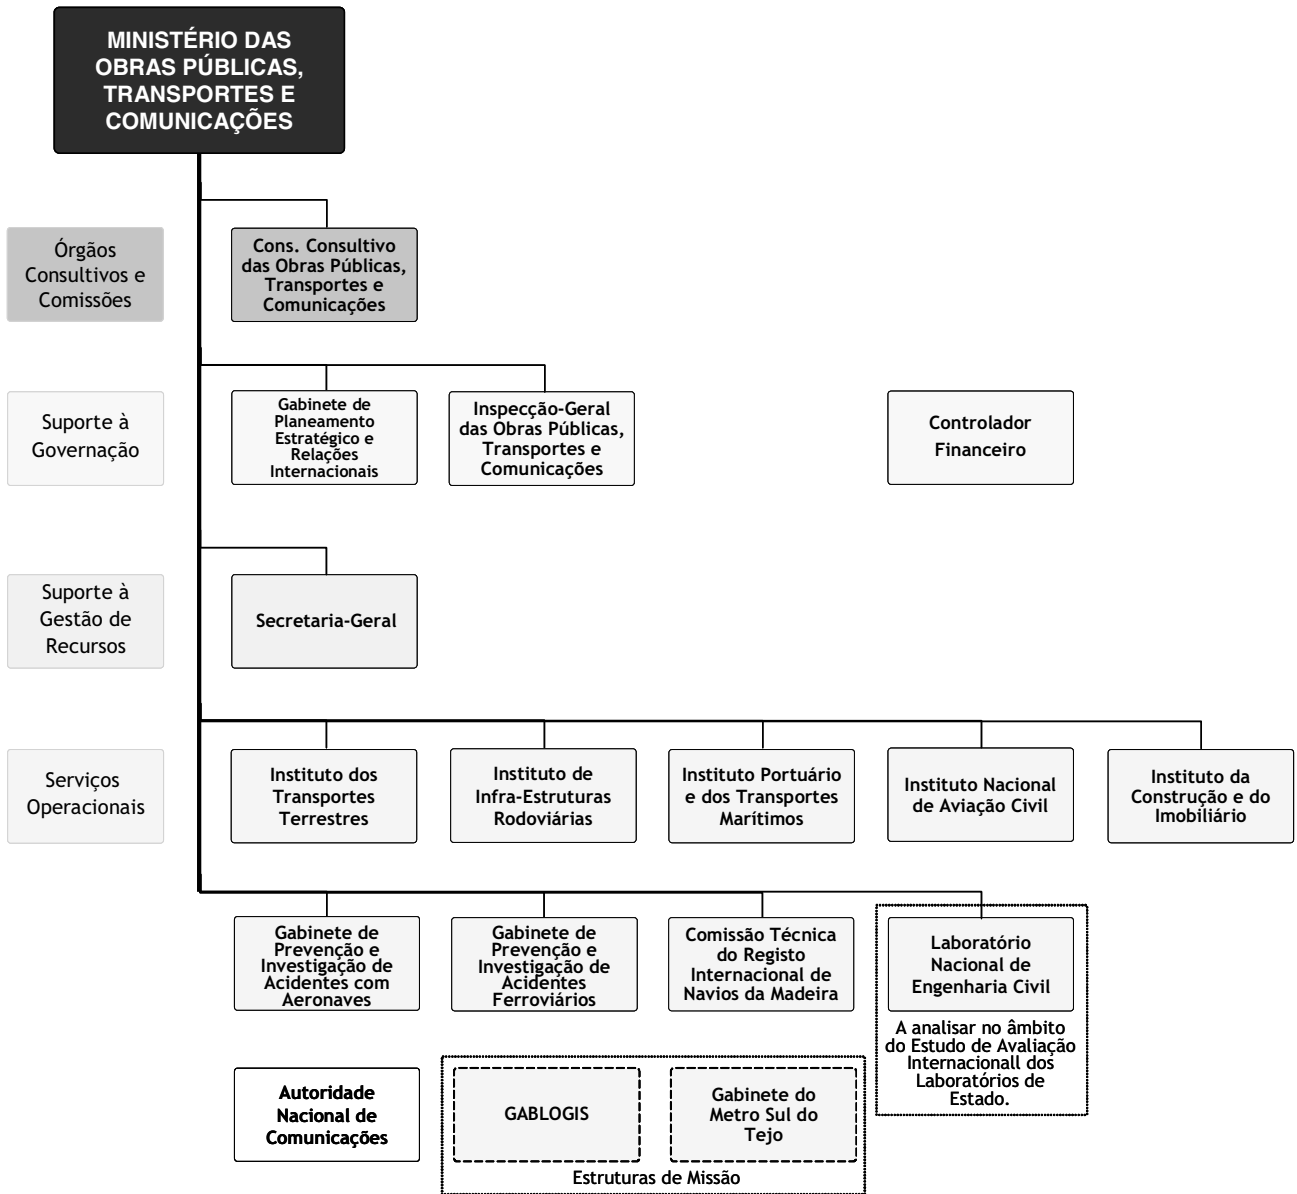 MINISTÉRIO DAS
OBRAS PÚBLICAS,
TRANSPORTES E
COMUNICAÇÕES
Órgãos
Consultivos e
Comissões
Cons. Consultivo
das Obras Públicas,
Transportes e
Comunicações
Suporte à
Governação
Gabinete de
Planeamento
Estratégico e
Relações
Internacionais
Inspecção-Geral
das Obras Públicas,
Transportes e
Comunicações
Controlador
Financeiro
Suporte à
Gestão de
Recursos
Secretaria-Geral
Serviços
Operacionais
Instituto dos
Transportes
Terrestres
Instituto de
Infra-Estruturas
Rodoviárias
Instituto Portuário
e dos Transportes
Marítimos
Instituto Nacional
de Aviação Civil
Instituto da
Construção e do
Imobiliário
Gabinete de
Prevenção e
Investigação de
Acidentes com
Aeronaves
Gabinete de
Prevenção e
Investigação de
Acidentes
Ferroviários
Comissão Técnica
do Registo
Internacional de
Navios da Madeira
Laboratório
Nacional de
Engenharia Civil
A analisar no âmbito
do Estudo de Avaliação
Internacionall dos
Laboratórios de
Estado.
Autoridade
Nacional de
Comunicações
GABLOGIS
Gabinete do
Metro Sul do
Tejo
Estruturas de Missão